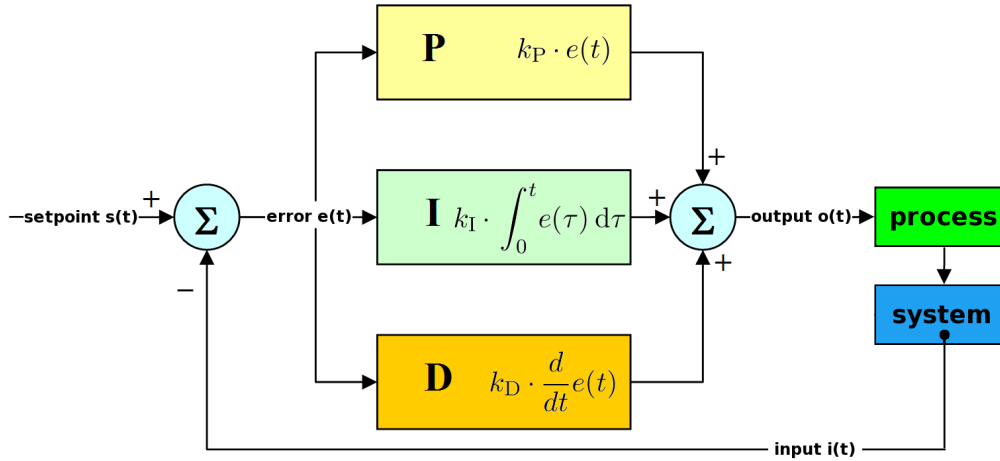 P k_P · e(t)
+
+
setpoint s(t)
+
Σ
error e(t)
I k_I · ∫_0^t e(τ) dτ
+
Σ
output o(t)
process
−
+
system
D k_D · d/dt e(t)
input i(t)